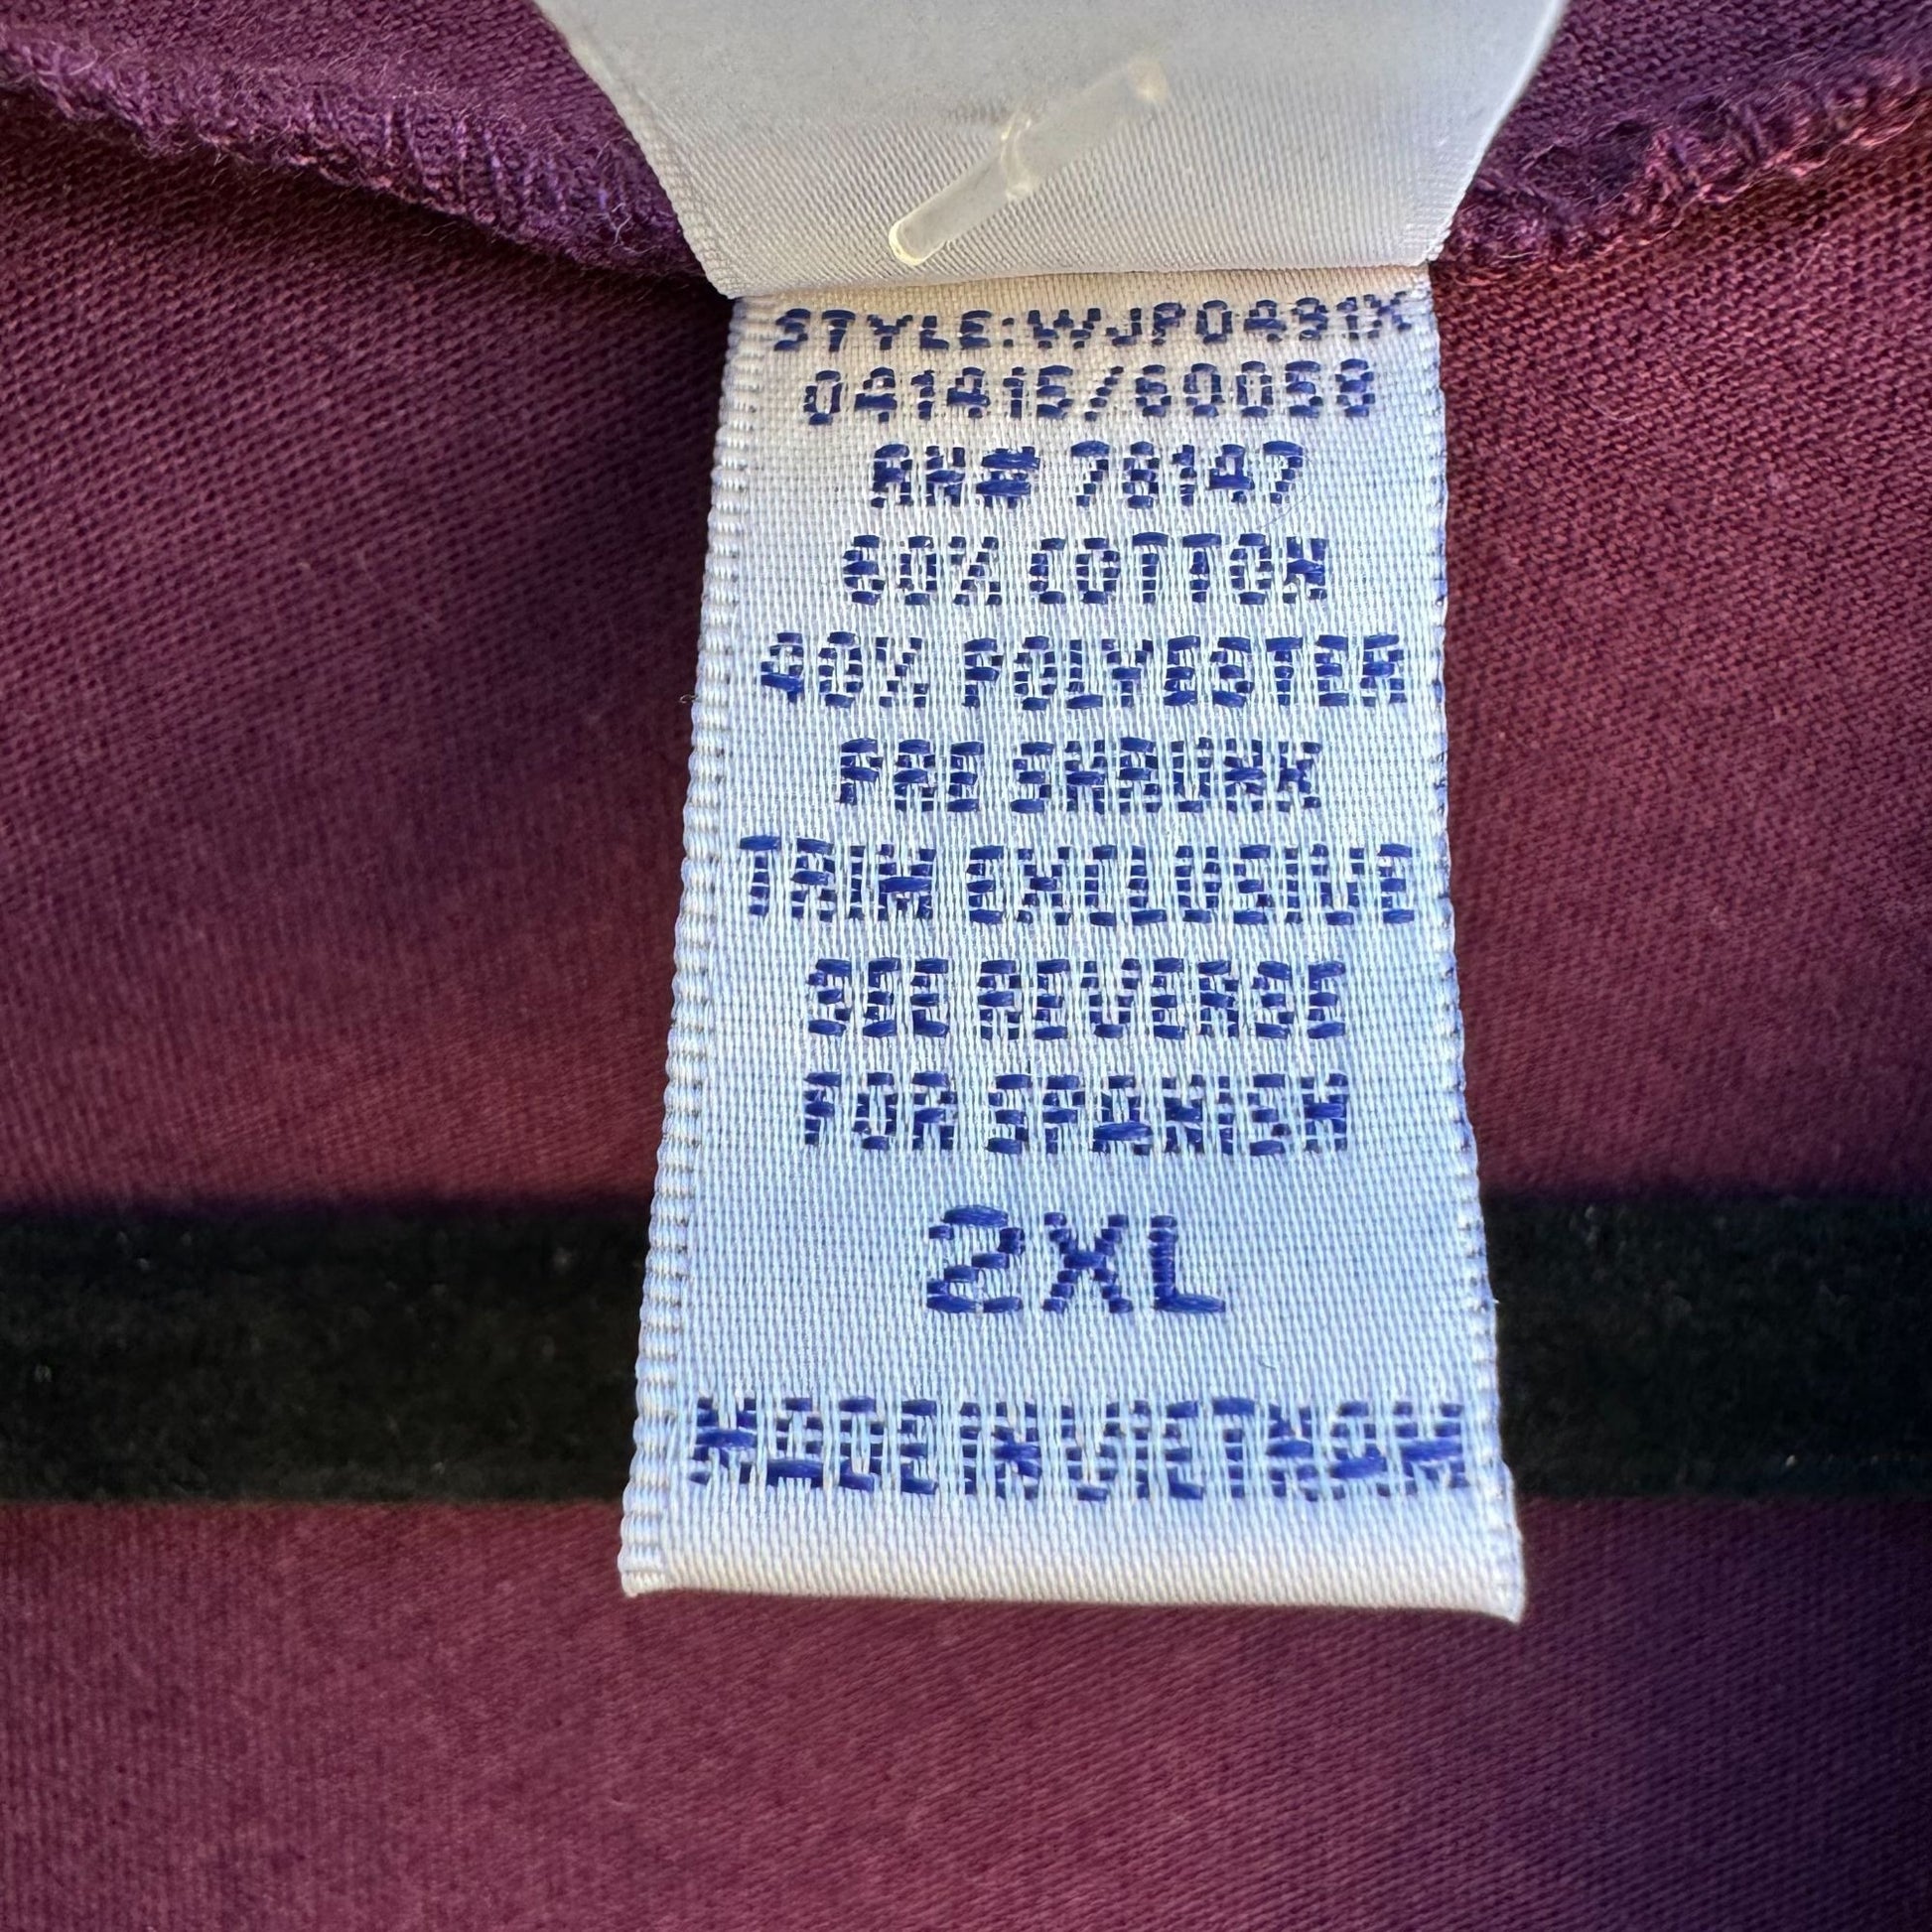 STYLE:WJP0491X
041415/60058
RN# 78147
60% COTTON
40% POLYESTER
PRE SHRUNK
TRIM EXCLUSIVE
SEE REVERSE
FOR SPANISH
2XL
MADE IN VIETNAM